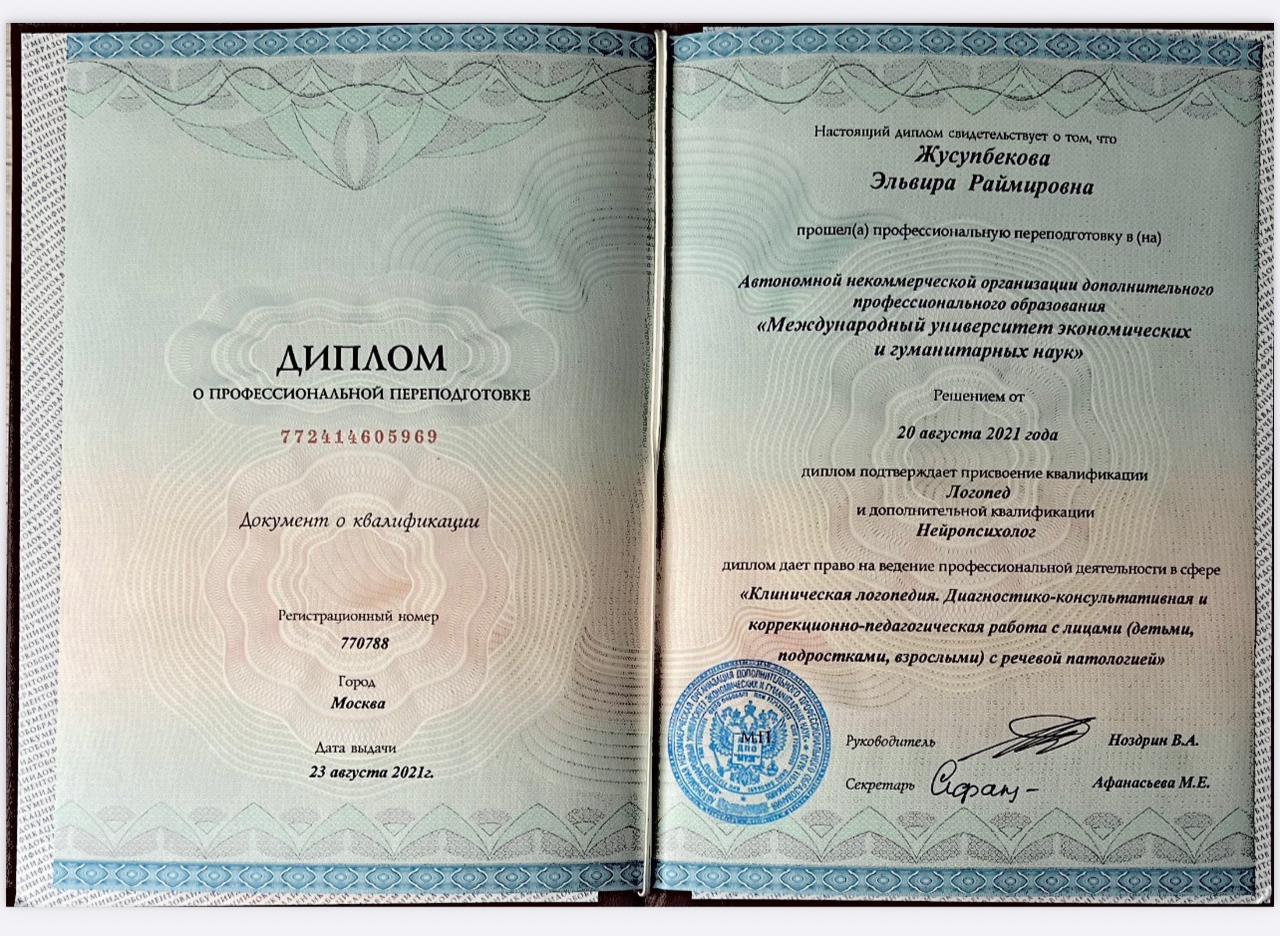 ДИПЛОМ
О ПРОФЕССИОНАЛЬНОЙ ПЕРЕПОДГОТОВКЕ
772414605969
Документ о квалификации
Регистрационный номер
770788
Город
Москва
Дата выдачи
23 августа 2021г.
Настоящий диплом свидетельствует о том, что
Жусупбекова
Эльвира Раймировна
прошел(а) профессиональную переподготовку в (на)
Автономной некоммерческой организации дополнительного
профессионального образования
«Международный университет экономических
и гуманитарных наук»
Решением от
20 августа 2021 года
диплом подтверждает присвоение квалификации
Логопед
и дополнительной квалификации
Нейропсихолог
диплом дает право на ведение профессиональной деятельности в сфере
«Клиническая логопедия. Диагностико-консультативная и
коррекционно-педагогическая работа с лицами (детьми,
подростками, взрослыми) с речевой патологией»
МП
Руководитель Ноздрин В.А.
Секретарь Афанасьева М.Е.